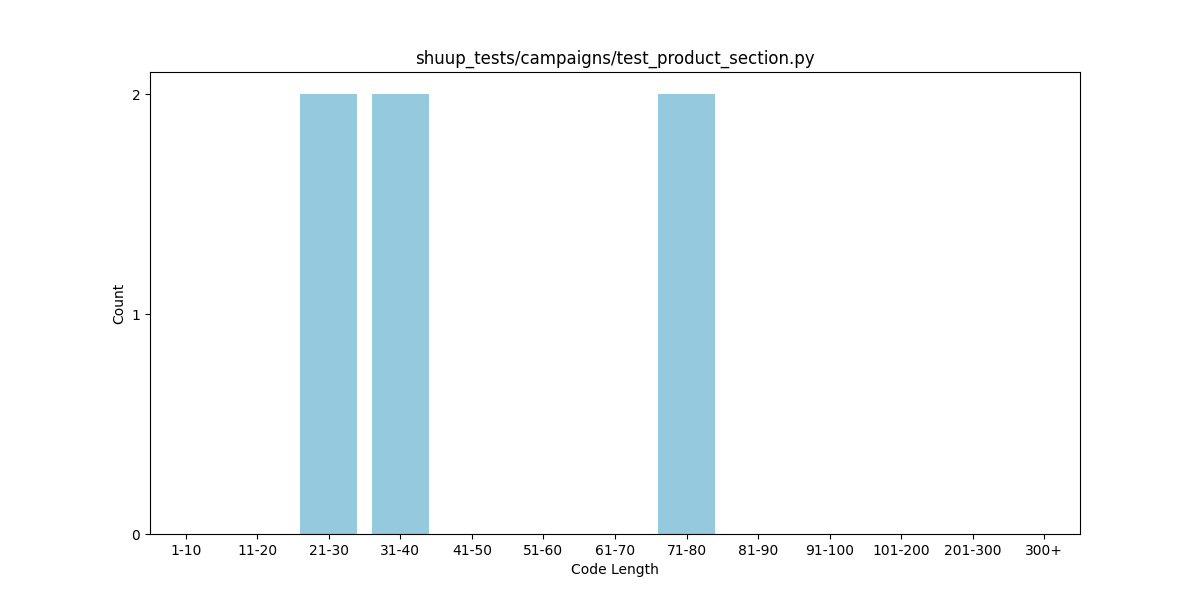 shuup_tests/campaigns/test_product_section.py
2
1
0
Count
1-10 11-20 21-30 31-40 41-50 51-60 61-70 71-80 81-90 91-100 101-200 201-300 300+
Code Length